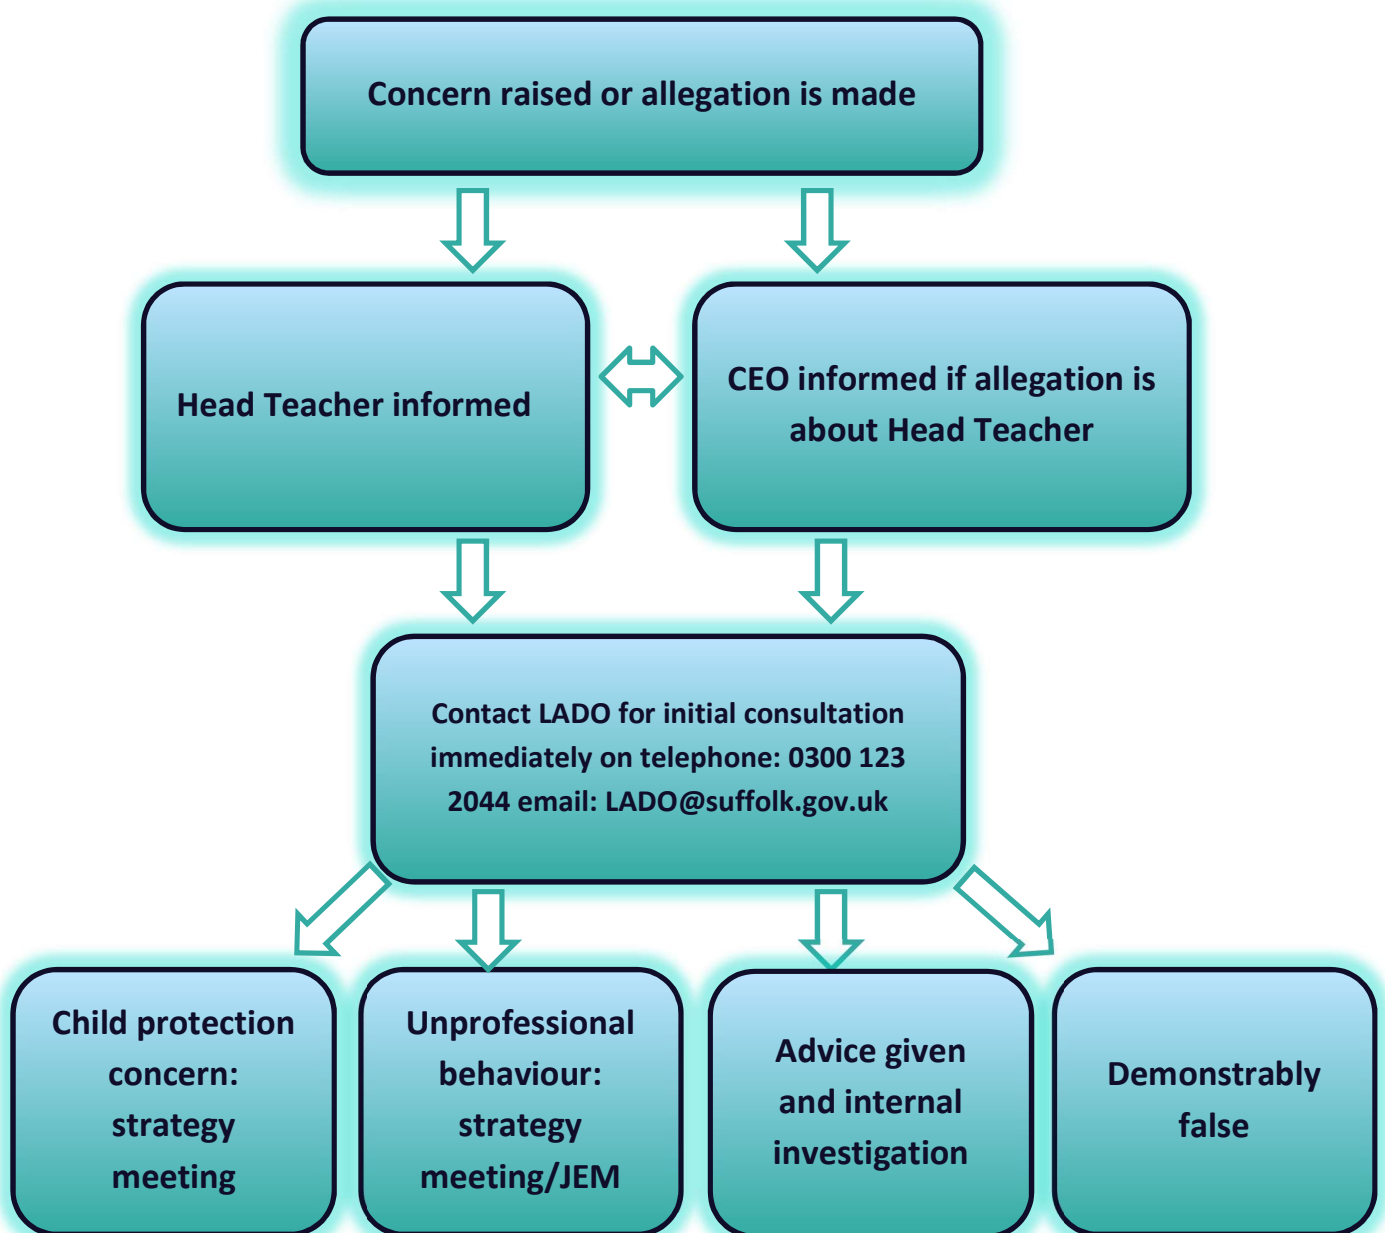 Concern raised or allegation is made
Head Teacher informed
CEO informed if allegation is
about Head Teacher
Contact LADO for initial consultation
immediately on telephone: 0300 123
2044 email: LADO@suffolk.gov.uk
Child protection
concern:
strategy
meeting
Unprofessional
behaviour:
strategy
meeting/JEM
Advice given
and internal
investigation
Demonstrably
false